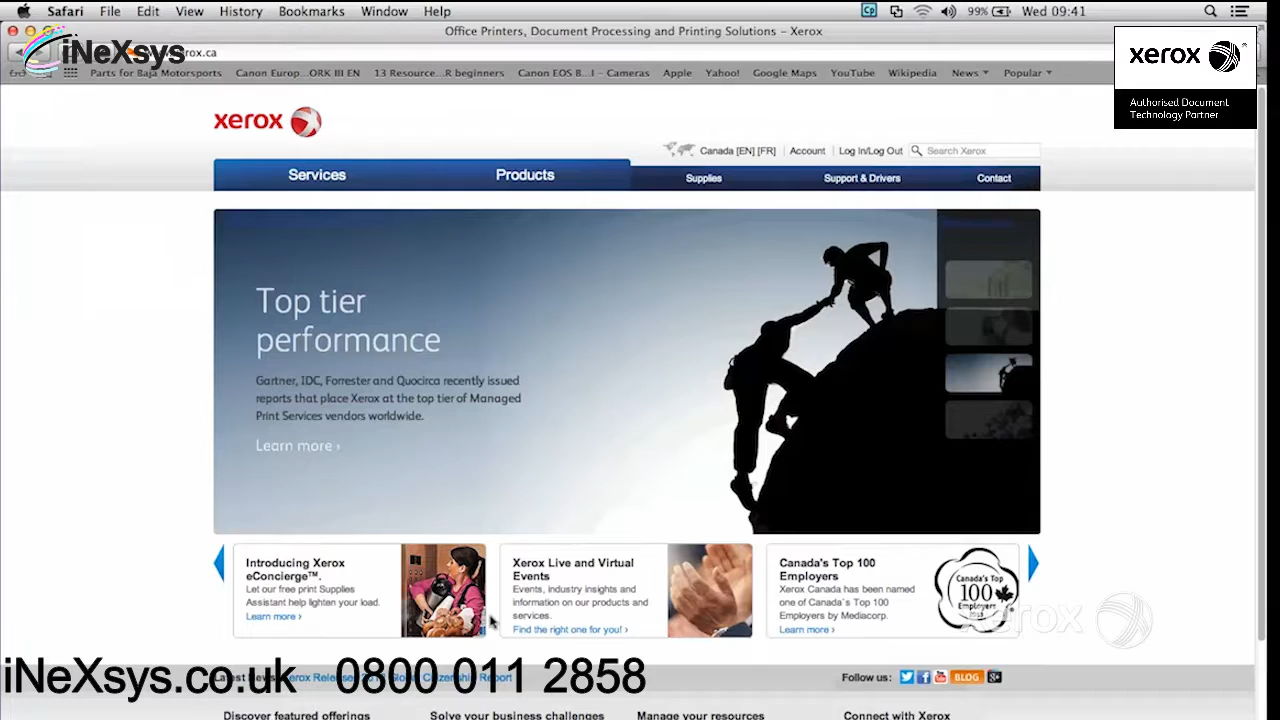 Safari File Edit View History Bookmarks Window Help
99%
Wed 09:41
Office Printers, Document Processing and Printing Solutions – Xerox
iNeXsys
Parts for Baja Motorsports
Canon Europ...ORK III EN
13 Resource...R beginners
Canon EOS B... – Cameras
Apple
Yahoo!
Google Maps
YouTube
Wikipedia
News
Popular
xerox
Authorised Document
Technology Partner
xerox
Canada [EN] [FR]
Account
Log In/Log Out
Search Xerox
Services
Products
Supplies
Support & Drivers
Contact
Top tier
performance
Gartner, IDC, Forrester and Quocirca recently issued
reports that place Xerox at the top tier of Managed
Print Services vendors worldwide.
Learn more ›
Introducing Xerox
eConcierge™.
Let our free print Supplies
Assistant help lighten your load.
Learn more ›
Xerox Live and Virtual
Events
Events, industry insights and
information on our products and
services.
Find the right one for you! ›
Canada's Top 100
Employers
Xerox Canada has been named
one of Canada's Top 100
Employers by Mediacorp.
Learn more ›
Canada's Top
100
Employers
xerox
iNeXsys.co.uk 0800 011 2858
Follow us:
BLOG
Discover featured offerings
Solve your business challenges
Manage your resources
Connect with Xerox